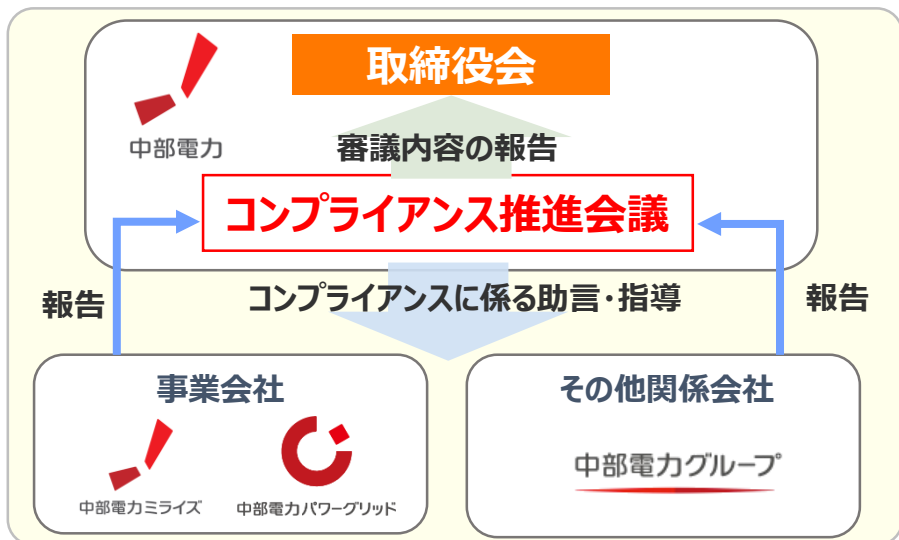 取締役会
中部電力
審議内容の報告
コンプライアンス推進会議
報告
コンプライアンスに係る助言・指導
報告
事業会社
中部電力ミライズ
中部電力パワーグリッド
その他関係会社
中部電力グループ